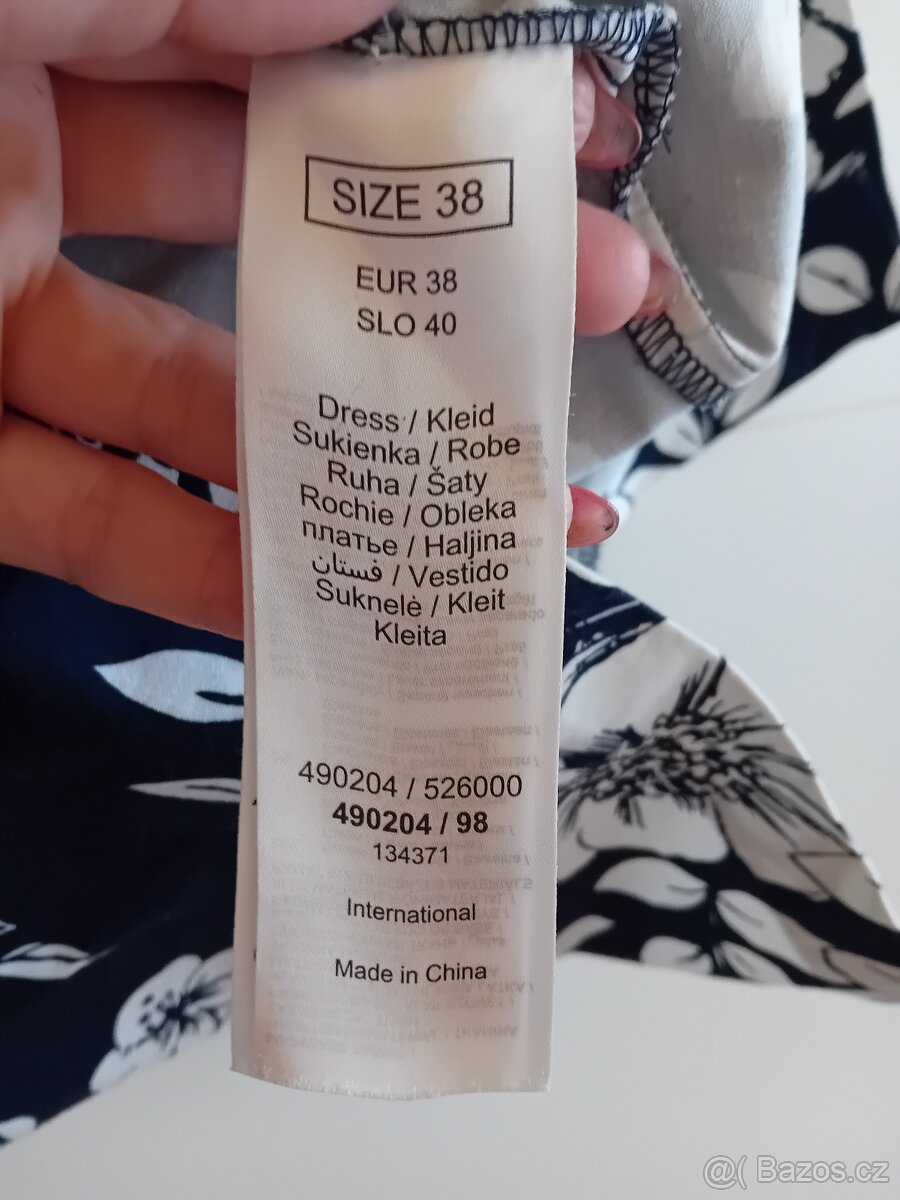 SIZE 38
EUR 38
SLO 40
Dress / Kleid
Sukienka / Robe
Ruha / Šaty
Rochie / Obleka
платье / Haljina
فستان / Vestido
Suknelė / Kleit
Kleita
490204 / 526000
490204 / 98
134371
International
Made in China
@( Bazos.cz